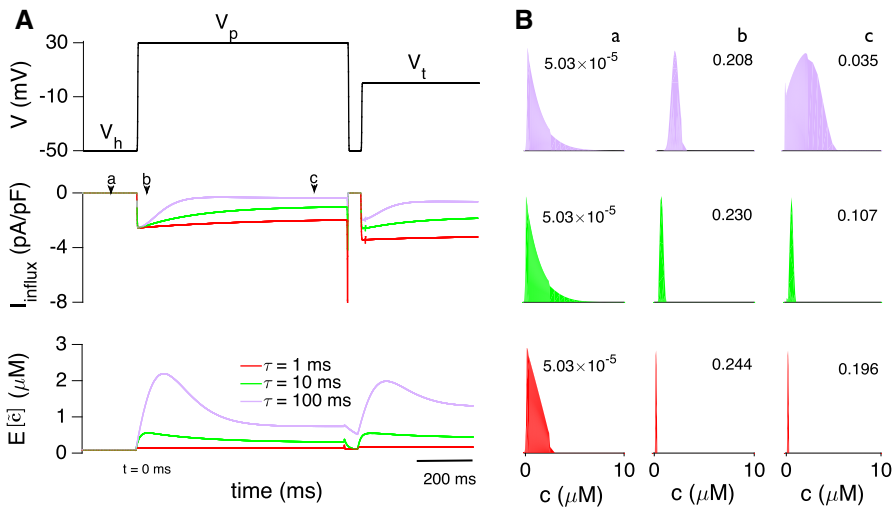 A
V (mV)
30
-10
-50
V_h
V_p
V_t
I_influx (pA/pF)
0
-4
-8
a
b
c
E[c̃] (μM)
3
2
1
0
τ = 1 ms
τ = 10 ms
τ = 100 ms
t = 0 ms
200 ms
time (ms)
B
a
b
c
5.03×10^-5
0.208
0.035
5.03×10^-5
0.230
0.107
5.03×10^-5
0.244
0.196
0
10
0
10
0
10
c (μM)
c (μM)
c (μM)